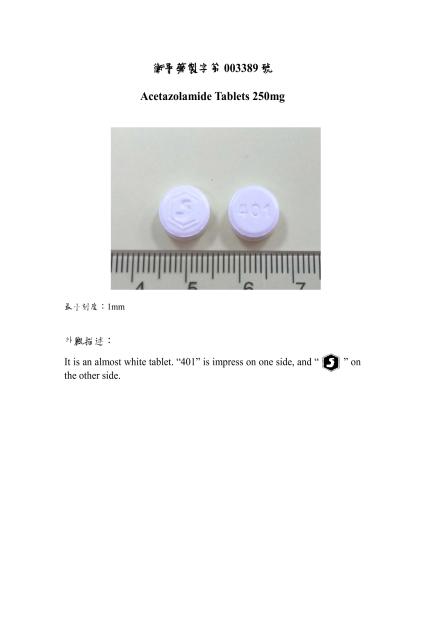 衛署藥製字第 003389 號
Acetazolamide Tablets 250mg
401
4 5 6 7
最小刻度：1mm
外觀描述：
It is an almost white tablet. “401” is impress on one side, and “ S ” on
the other side.